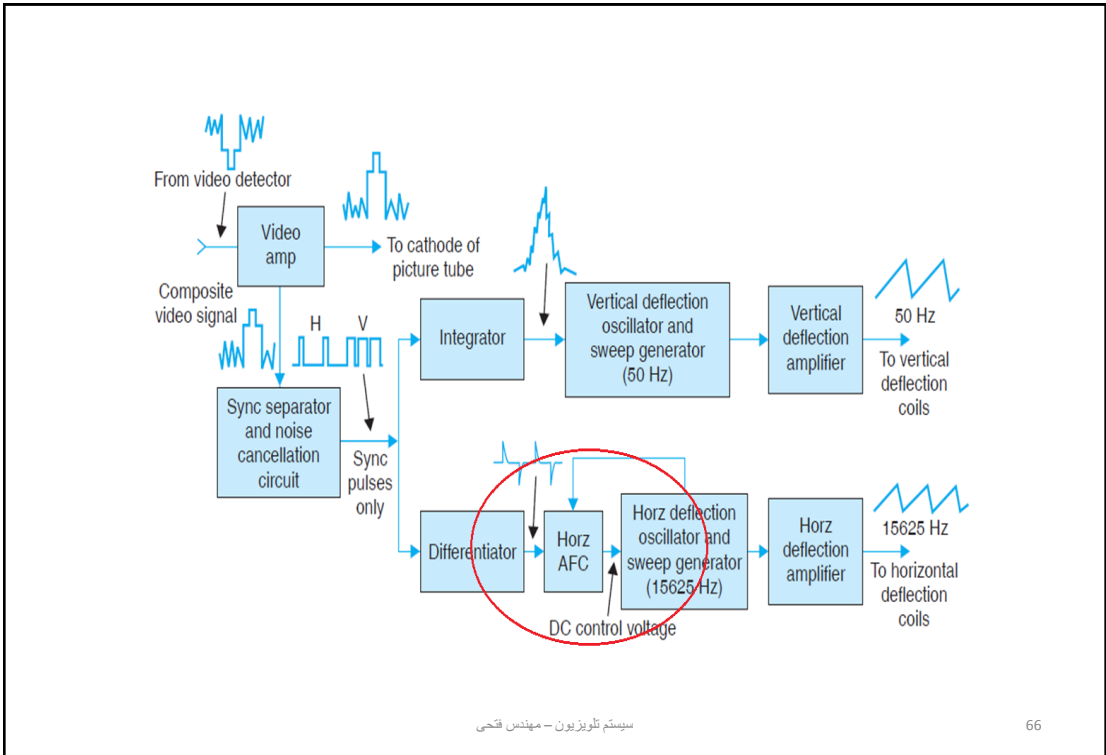 From video detector
Video
amp
To cathode of
picture tube
Composite
video signal
H
V
Integrator
Vertical deflection
oscillator and
sweep generator
(50 Hz)
Vertical
deflection
amplifier
50 Hz
To vertical
deflection
coils
Sync separator
and noise
cancellation
circuit
Sync
pulses
only
Differentiator
Horz
AFC
Horz deflection
oscillator and
sweep generator
(15625 Hz)
DC control voltage
Horz
deflection
amplifier
15625 Hz
To horizontal
deflection
coils
سیستم تلویزیون – مهندس فتحی
66